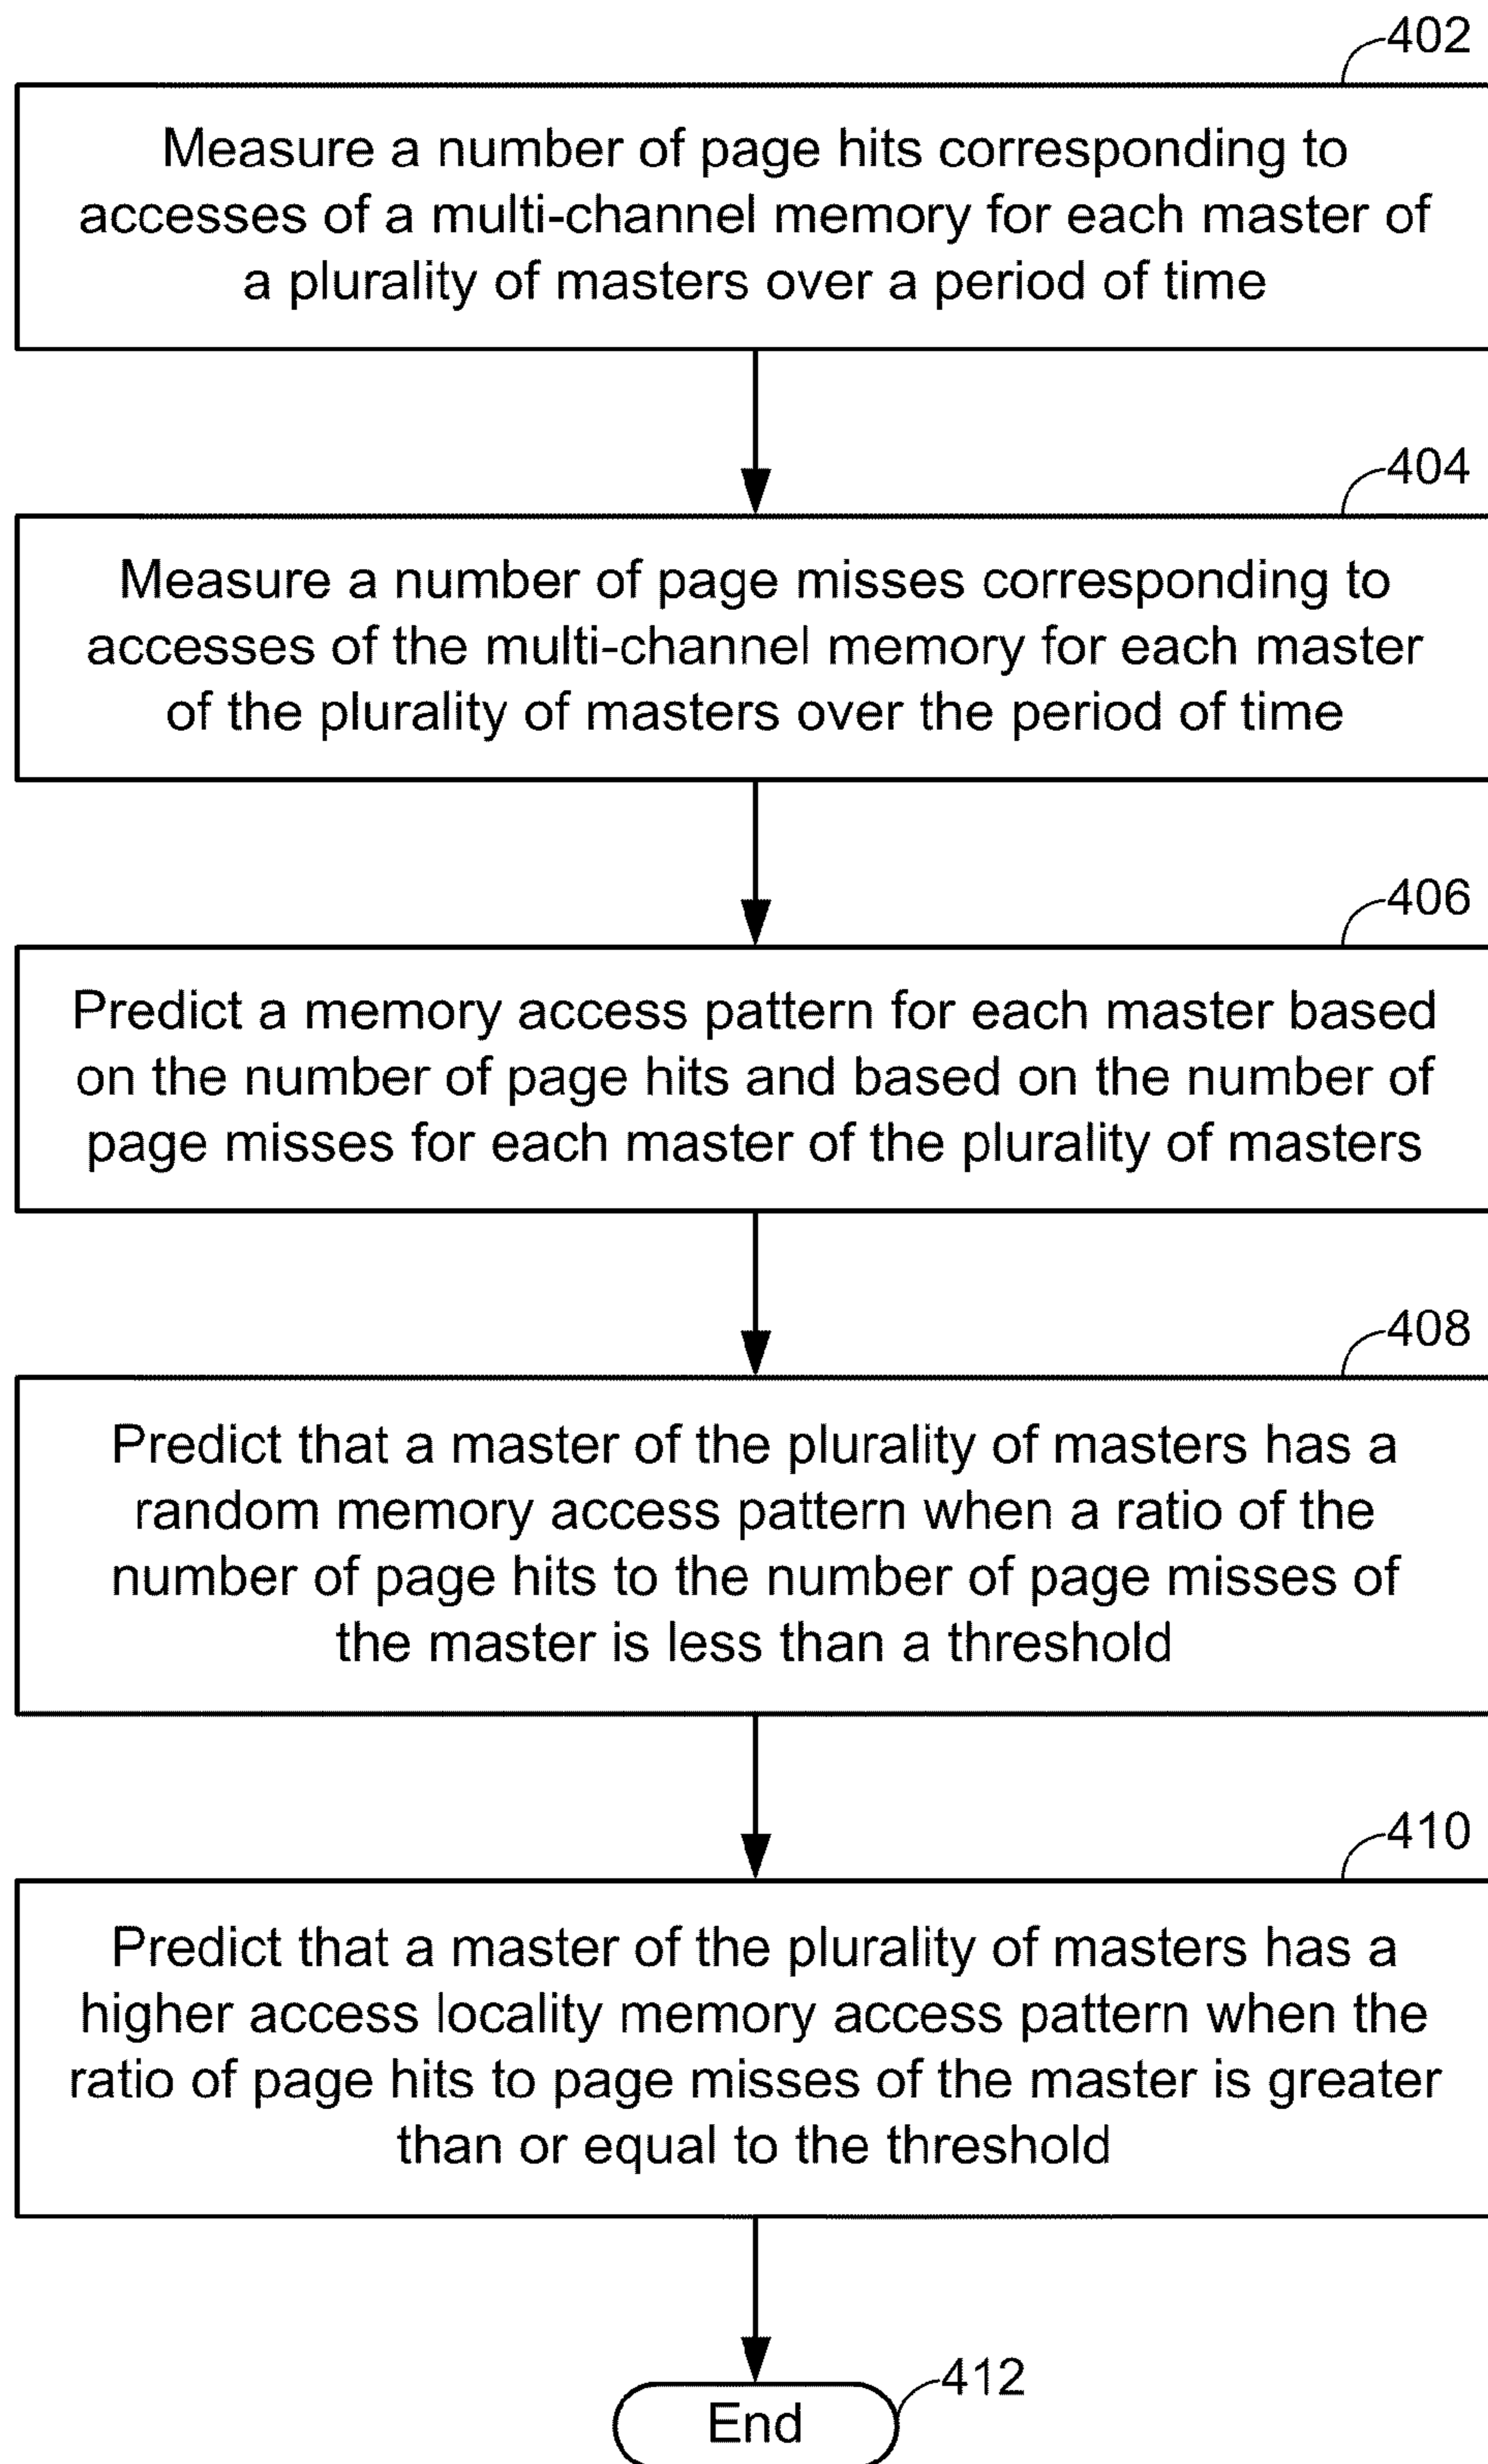 402
Measure a number of page hits corresponding to
accesses of a multi-channel memory for each master of
a plurality of masters over a period of time
404
Measure a number of page misses corresponding to
accesses of the multi-channel memory for each master
of the plurality of masters over the period of time
406
Predict a memory access pattern for each master based
on the number of page hits and based on the number of
page misses for each master of the plurality of masters
408
Predict that a master of the plurality of masters has a
random memory access pattern when a ratio of the
number of page hits to the number of page misses of
the master is less than a threshold
410
Predict that a master of the plurality of masters has a
higher access locality memory access pattern when the
ratio of page hits to page misses of the master is greater
than or equal to the threshold
412
End